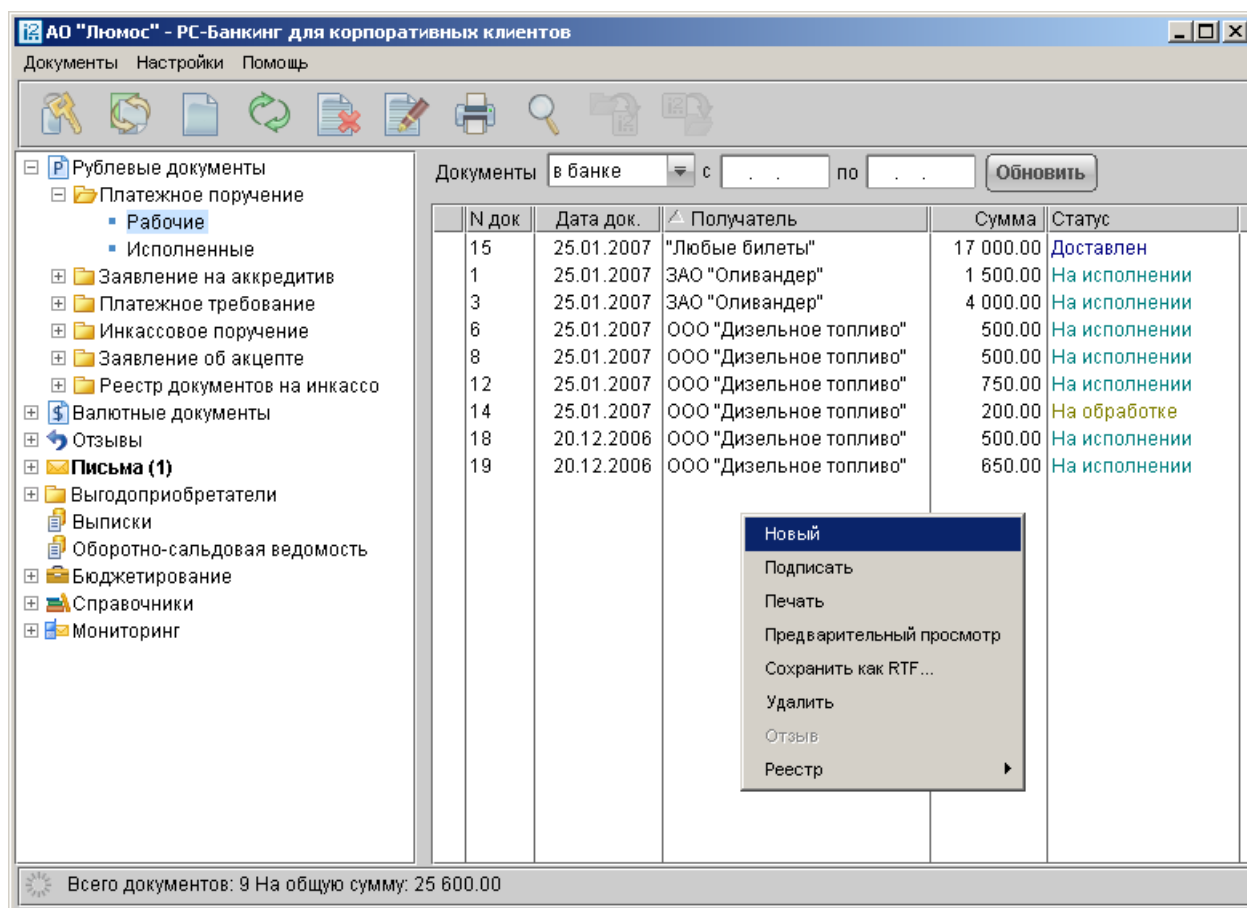 АО "Люмос" - РС-Банкинг для корпоративных клиентов
Документы Настройки Помощь
Рублевые документы
Платежное поручение
Рабочие
Исполненные
Заявление на аккредитив
Платежное требование
Инкассовое поручение
Заявление об акцепте
Реестр документов на инкассо
Валютные документы
Отзывы
Письма (1)
Выгодоприобретатели
Выписки
Оборотно-сальдовая ведомость
Бюджетирование
Справочники
Мониторинг
Документы в банке с . . по . . Обновить
N док Дата док. Получатель Сумма Статус
15 25.01.2007 "Любые билеты" 17 000.00 Доставлен
1 25.01.2007 ЗАО "Оливандер" 1 500.00 На исполнении
3 25.01.2007 ЗАО "Оливандер" 4 000.00 На исполнении
6 25.01.2007 ООО "Дизельное топливо" 500.00 На исполнении
8 25.01.2007 ООО "Дизельное топливо" 500.00 На исполнении
12 25.01.2007 ООО "Дизельное топливо" 750.00 На исполнении
14 25.01.2007 ООО "Дизельное топливо" 200.00 На обработке
18 20.12.2006 ООО "Дизельное топливо" 500.00 На исполнении
19 20.12.2006 ООО "Дизельное топливо" 650.00 На исполнении
Новый
Подписать
Печать
Предварительный просмотр
Сохранить как RTF...
Удалить
Отзыв
Реестр
Всего документов: 9 На общую сумму: 25 600.00